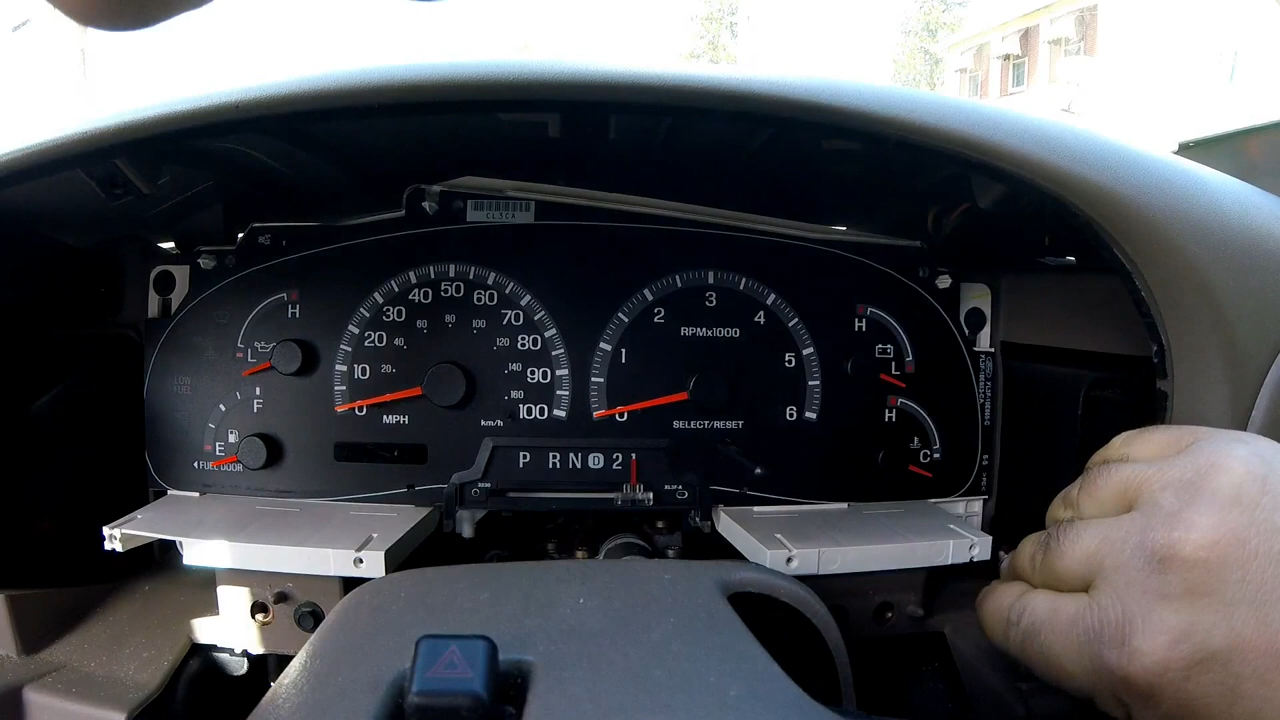 CL3CA
H
L
LOW
FUEL
F
E
FUEL DOOR
0 10 20 30 40 50 60 70 80 90 100
20 40 60 80 100 120 140 160
MPH
km/h
0 1 2 3 4 5 6
RPMx1000
SELECT/RESET
H
L
H
C
P R N D 2 1